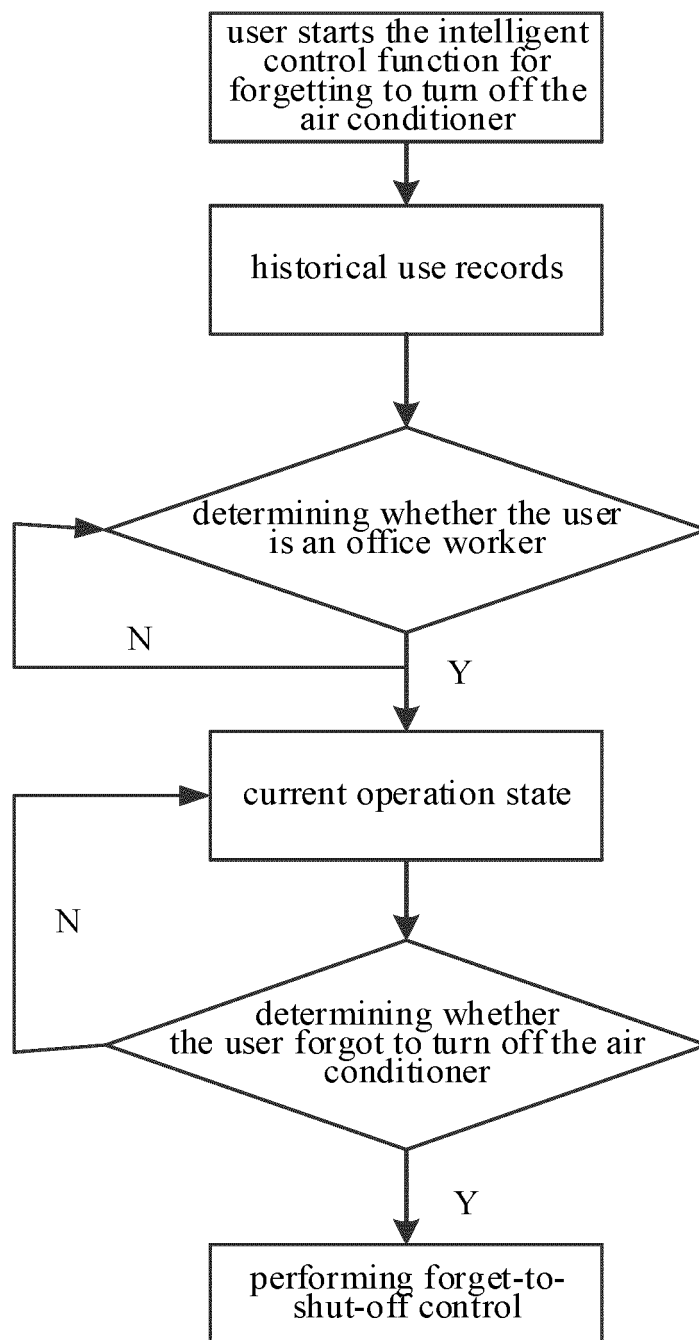 user starts the intelligent
control function for
forgetting to turn off the
air conditioner
historical use records
determining whether the user
is an office worker
N
Y
current operation state
N
determining whether
the user forgot to turn off the air
conditioner
Y
performing forget-to-
shut-off control